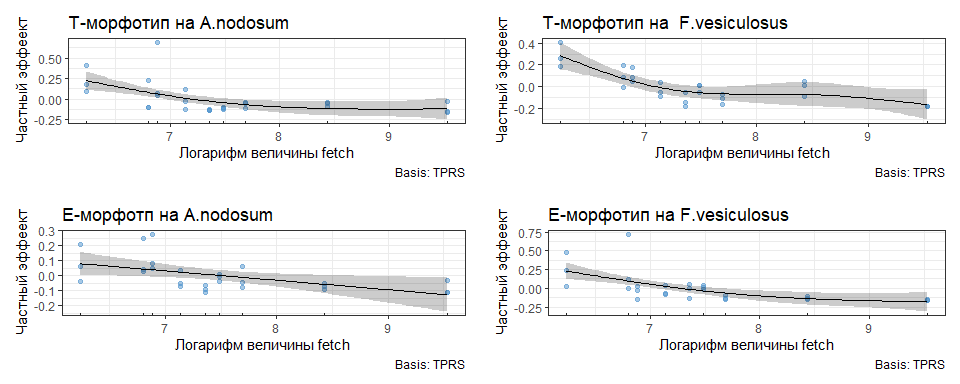 Т-морфотип на A.nodosum
Частный эффеект
0.50
0.25
0.00
-0.25
7
8
9
Логарифм величины fetch
Basis: TPRS
Т-морфотип на F.vesiculosus
Частный эффеект
0.4
0.2
0.0
-0.2
7
8
9
Логарифм величины fetch
Basis: TPRS
Е-морфотп на A.nodosum
Частный эффеект
0.3
0.2
0.1
0.0
-0.1
-0.2
7
8
9
Логарифм величины fetch
Basis: TPRS
Е-морфотип на F.vesiculosus
Частный эффеект
0.75
0.50
0.25
0.00
-0.25
7
8
9
Логарифм величины fetch
Basis: TPRS